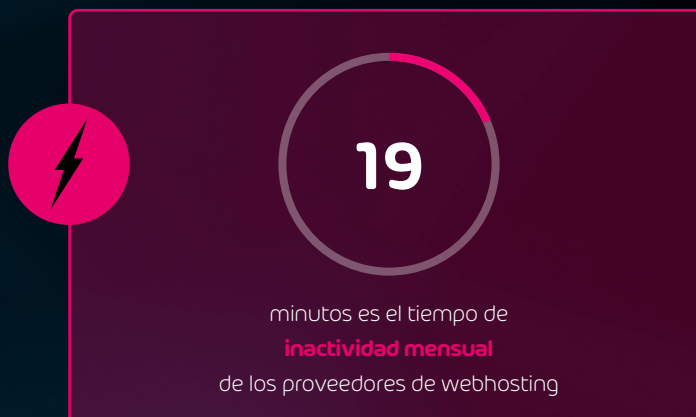 19
minutos es el tiempo de
inactividad mensual
de los proveedores de webhosting